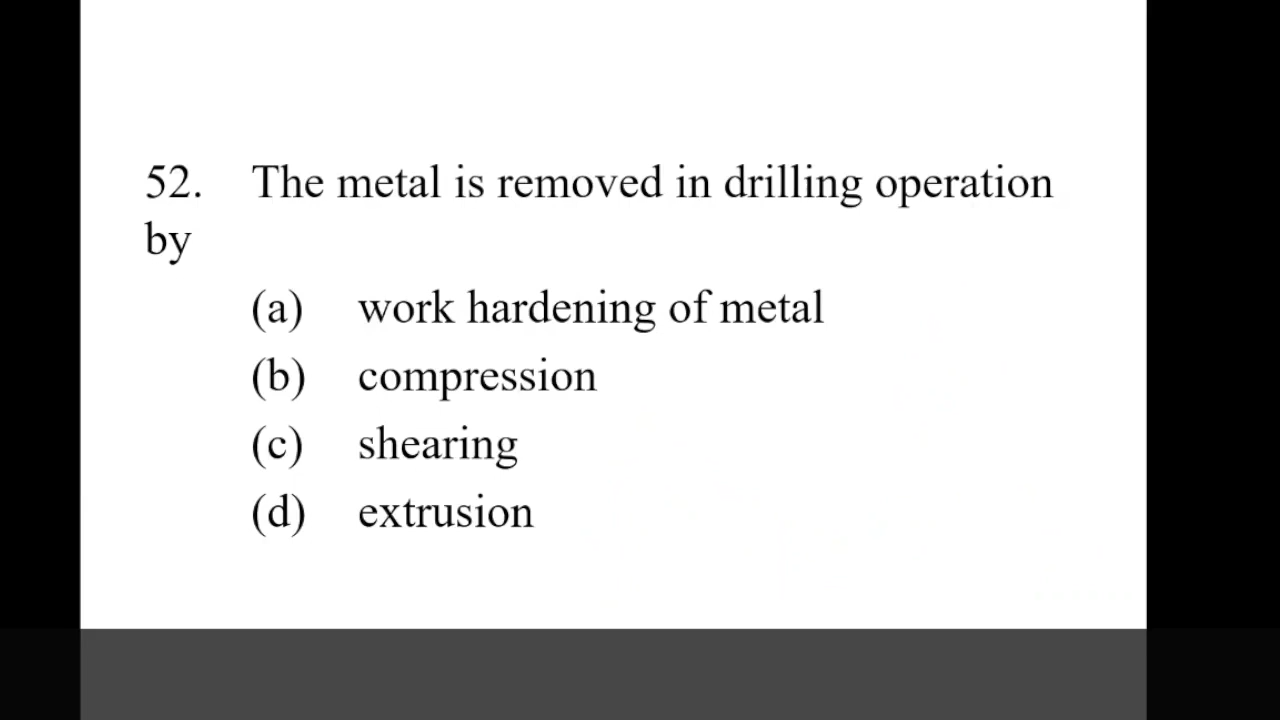 52. The metal is removed in drilling operation
by
(a) work hardening of metal
(b) compression
(c) shearing
(d) extrusion